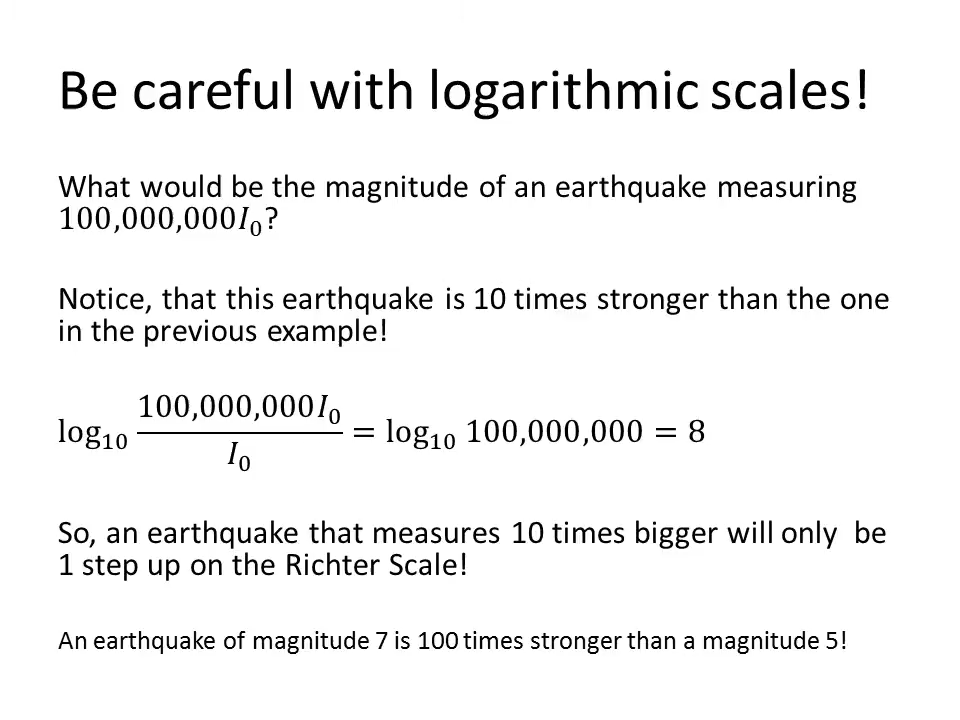 Be careful with logarithmic scales!
What would be the magnitude of an earthquake measuring
100,000,000I₀?
Notice, that this earthquake is 10 times stronger than the one
in the previous example!
log₁₀ 100,000,000I₀ / I₀ = log₁₀ 100,000,000 = 8
So, an earthquake that measures 10 times bigger will only be
1 step up on the Richter Scale!
An earthquake of magnitude 7 is 100 times stronger than a magnitude 5!